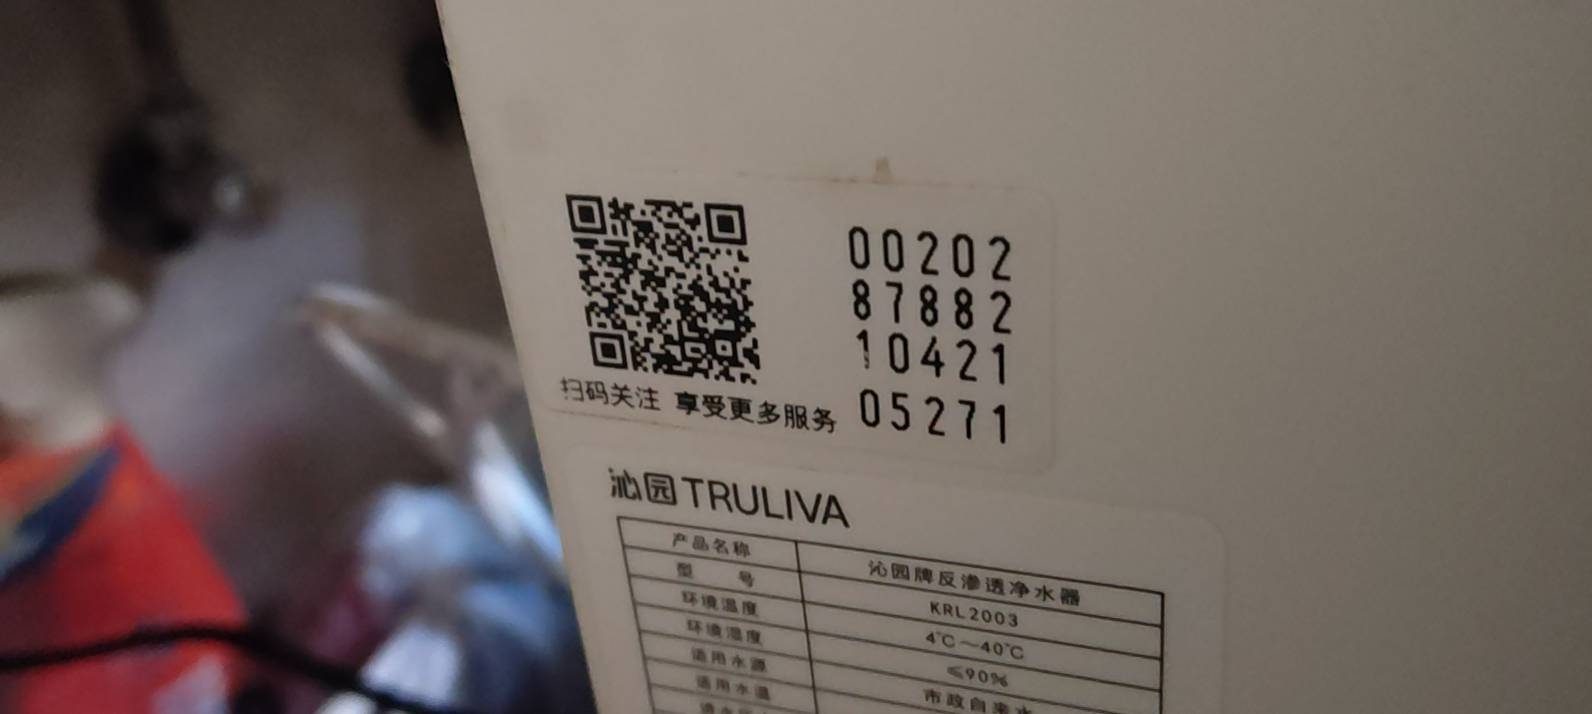 00202
87882
10421
05271
扫码关注 享受更多服务
沁园 TRULIVA
产品名称 沁园牌反渗透净水器
型 号 KRL2003
环境温度 4℃~40℃
环境湿度 ≤90%
适用水源 市政自来水
适用水温